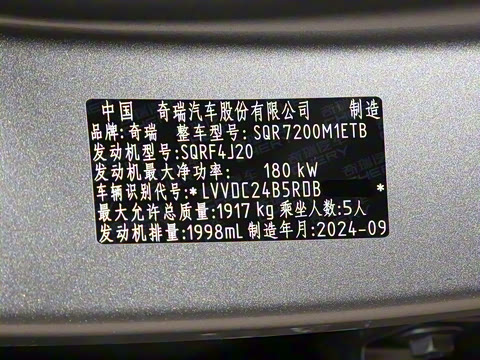 中国 奇瑞汽车股份有限公司 制造
品牌:奇瑞 整车型号:SQR7200M1ETB
发动机型号:SQRF4J20
发动机最大净功率: 180 kW
车辆识别代号:*LVVDC24B5RDB *
最大允许总质量:1917 kg 乘坐人数:5人
发动机排量:1998mL 制造年月:2024-09